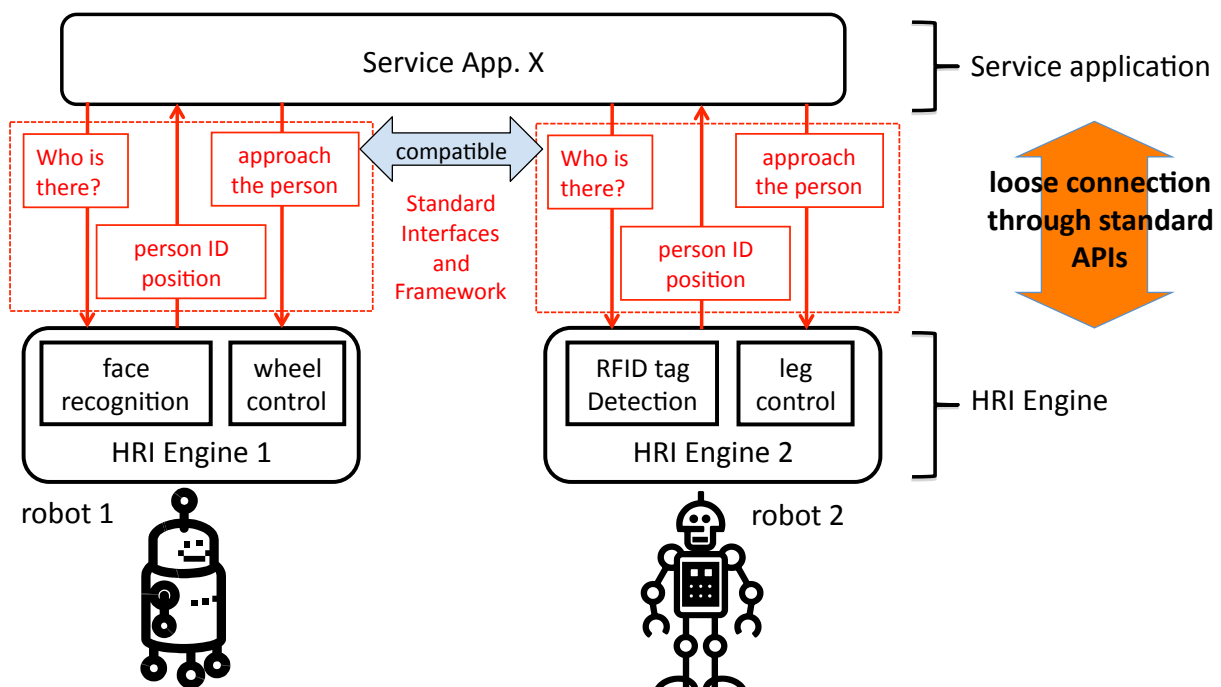 Service App. X
Service application
Who is
there?
approach
the person
person ID
position
compatible
Standard
Interfaces
and
Framework
Who is
there?
approach
the person
person ID
position
loose connection
through standard
APIs
face
recognition
wheel
control
HRI Engine 1
RFID tag
Detection
leg
control
HRI Engine 2
HRI Engine
robot 1
robot 2